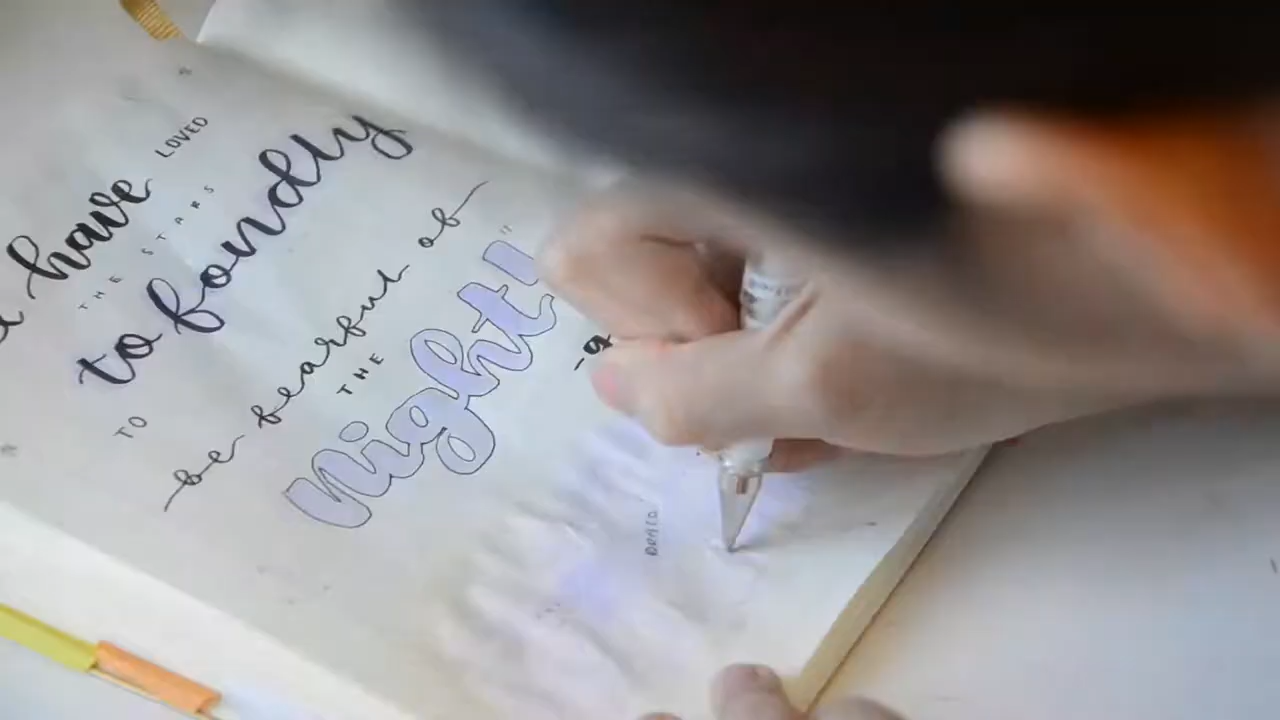 have LOVED
THE STARS
to fondly
TO
be fearful of
THE
night!"
-g